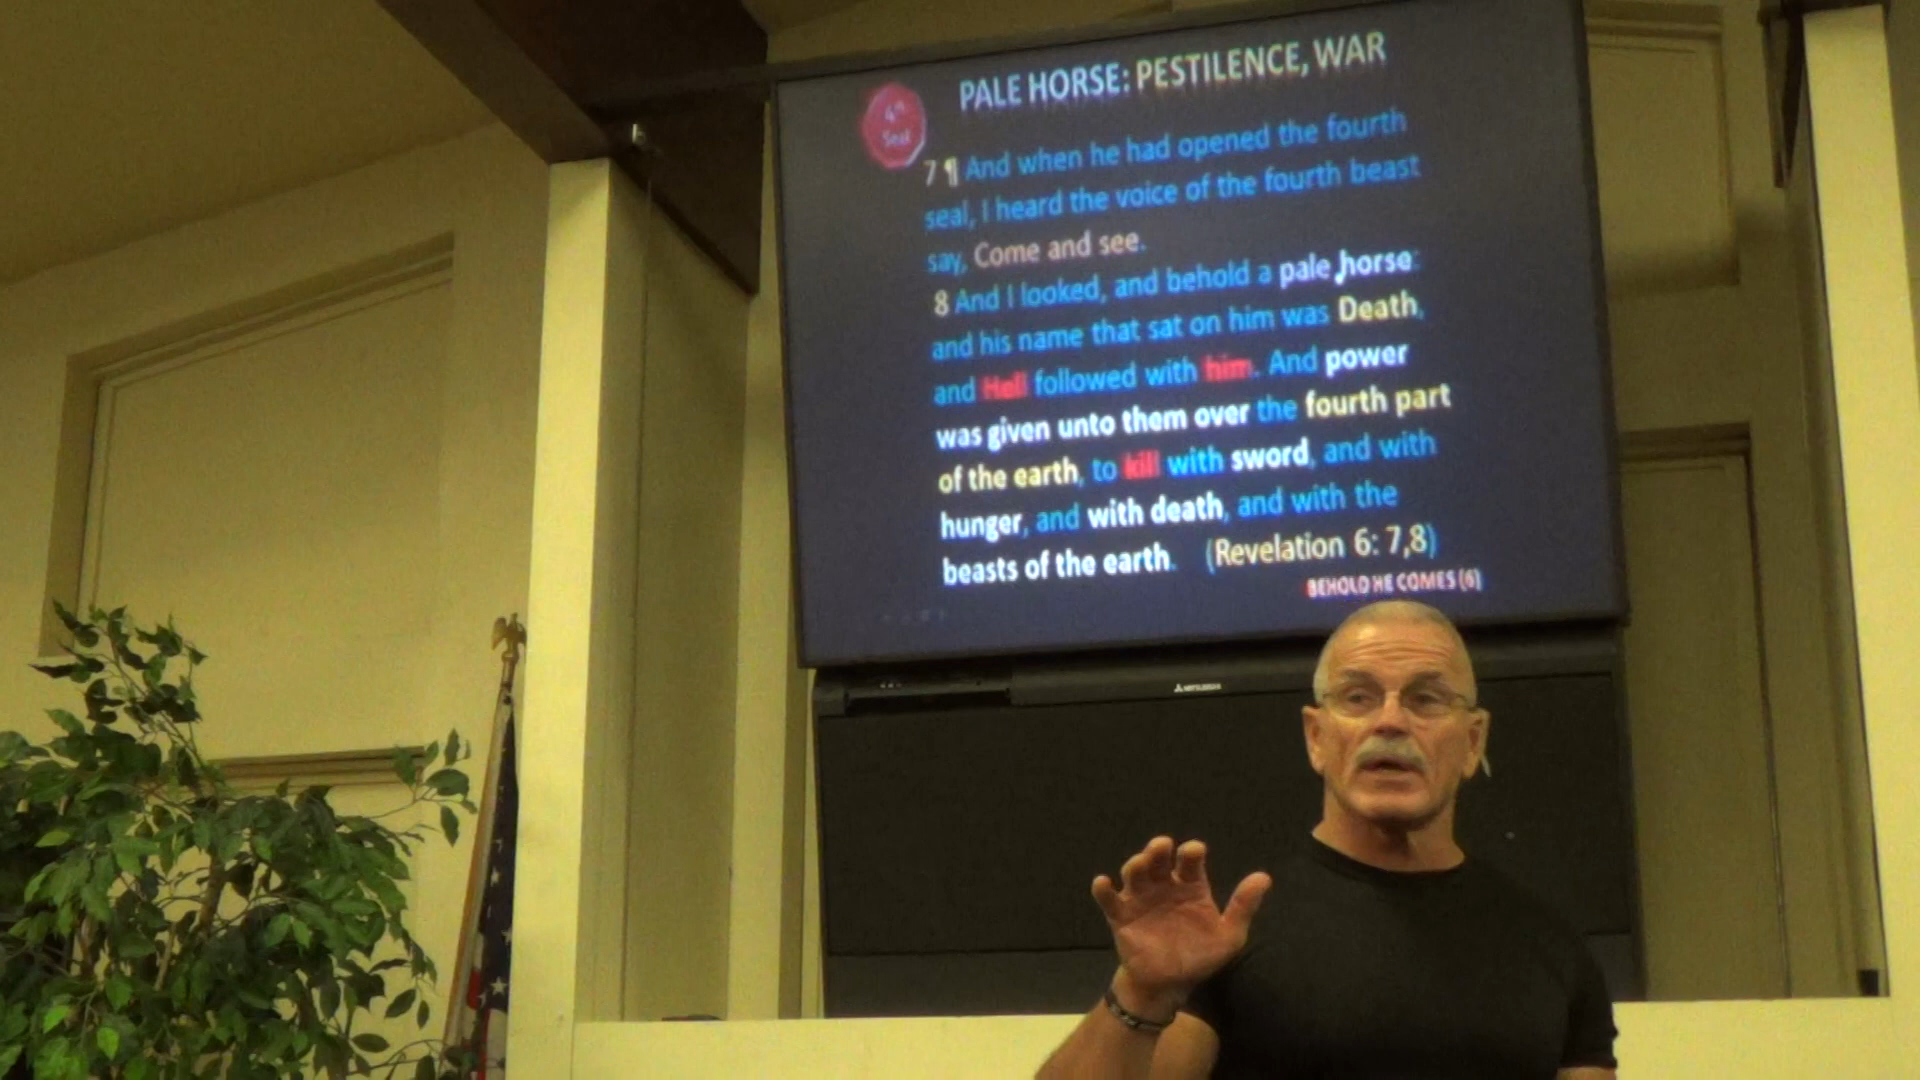 PALE HORSE: PESTILENCE, WAR
4th
Seal
7 ¶ And when he had opened the fourth
seal, I heard the voice of the fourth beast
say, Come and see.
8 And I looked, and behold a pale horse:
and his name that sat on him was Death,
and Hell followed with him. And power
was given unto them over the fourth part
of the earth, to kill with sword, and with
hunger, and with death, and with the
beasts of the earth. (Revelation 6: 7,8)
BEHOLD HE COMES (6)
MITSUBISHI